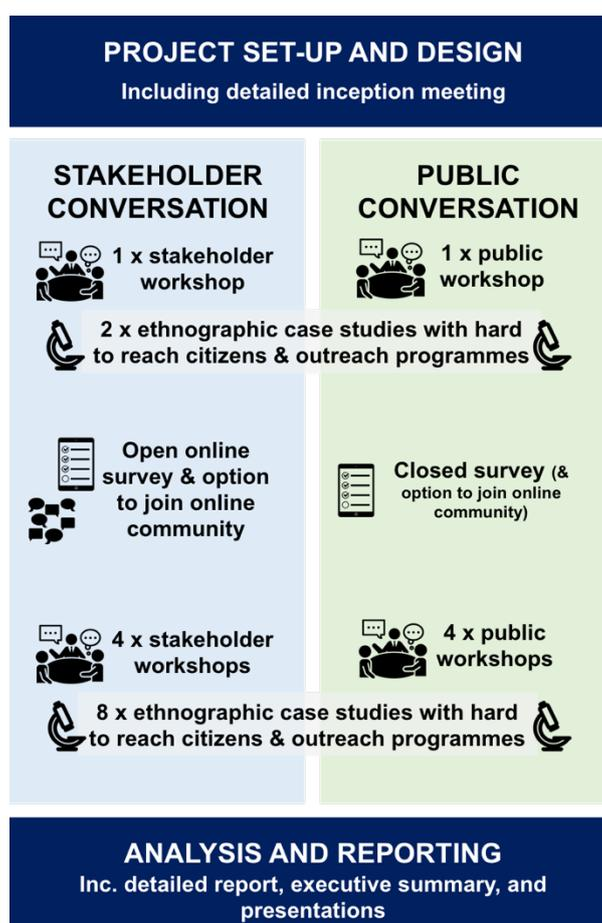 PROJECT SET-UP AND DESIGN
Including detailed inception meeting
STAKEHOLDER
CONVERSATION
1 x stakeholder
workshop
PUBLIC
CONVERSATION
1 x public
workshop
2 x ethnographic case studies with hard
to reach citizens & outreach programmes
Open online
survey & option
to join online
community
Closed survey (&
option to join online
community)
4 x stakeholder
workshops
4 x public
workshops
8 x ethnographic case studies with hard
to reach citizens & outreach programmes
ANALYSIS AND REPORTING
Inc. detailed report, executive summary, and
presentations